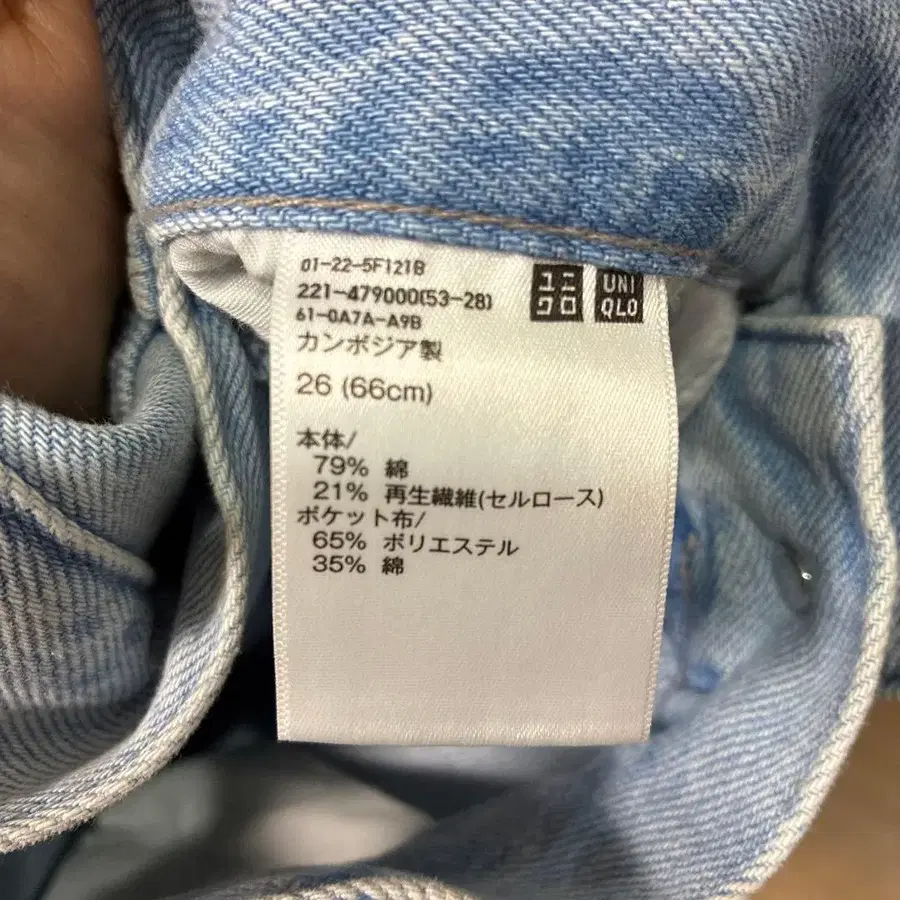 01-22-5F121B
221-479000(53-28)
61-0A7A-A9B
ユニ
クロ
UNI
QLO
カンボジア製
26 (66cm)
本体/
79% 綿
21% 再生繊維(セルロース)
ポケット布/
65% ポリエステル
35% 綿